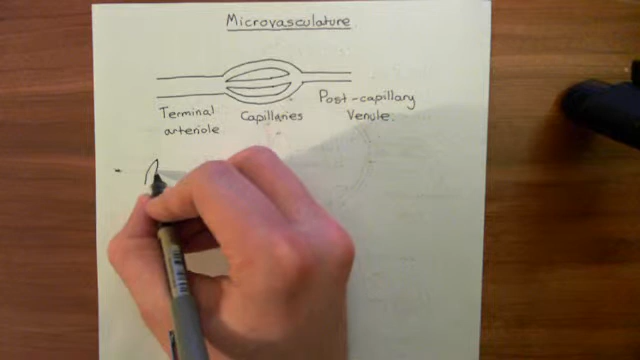 Microvasculature
Terminal arteriole
Capillaries
Post-capillary Venule.
-